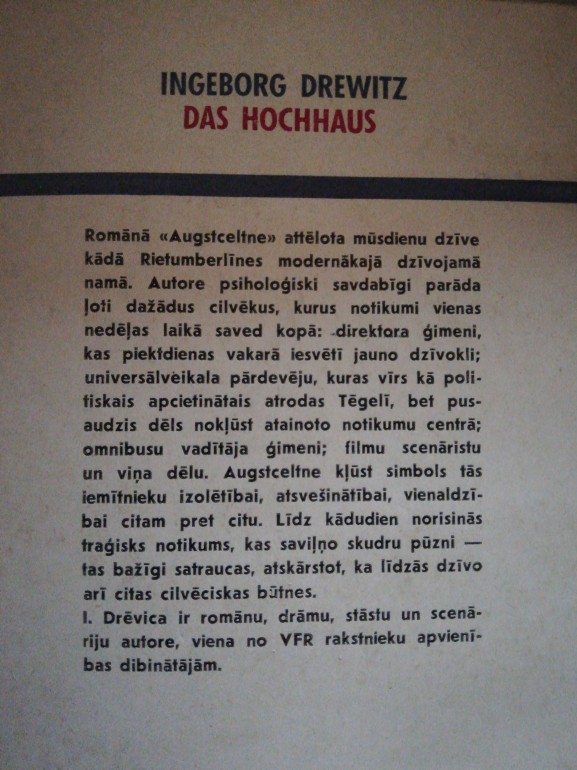 INGEBORG DREWITZ
DAS HOCHHAUS
Romānā «Augstceltne» attēlota mūsdienu dzīve
kādā Rietumberlīnes modernākajā dzīvojamā
namā. Autore psiholoģiski savdabīgi parāda
ļoti dažādus cilvēkus, kurus notikumi vienas
nedēļas laikā saved kopā: direktora ģimeni,
kas piektdienas vakarā iesvētī jauno dzīvokli;
universālveikala pārdevēju, kuras vīrs kā poli-
tiskais apcietinātais atrodas Tēgelī, bet pus-
audzis dēls nokļūst atainoto notikumu centrā;
omnibusu vadītāja ģimeni; filmu scenāristu
un viņa dēlu. Augstceltne kļūst simbols tās
iemītnieku izolētībai, atsvešinātībai, vienaldzī-
bai citam pret citu. Līdz kādudien norisinās
traģisks notikums, kas saviļņo skudru pūzni —
tas bažīgi satraucas, atskārstot, ka līdzās dzīvo
arī citas cilvēciskas būtnes.
I. Drēvica ir romānu, drāmu, stāstu un scenā-
riju autore, viena no VFR rakstnieku apvienī-
bas dibinātājām.